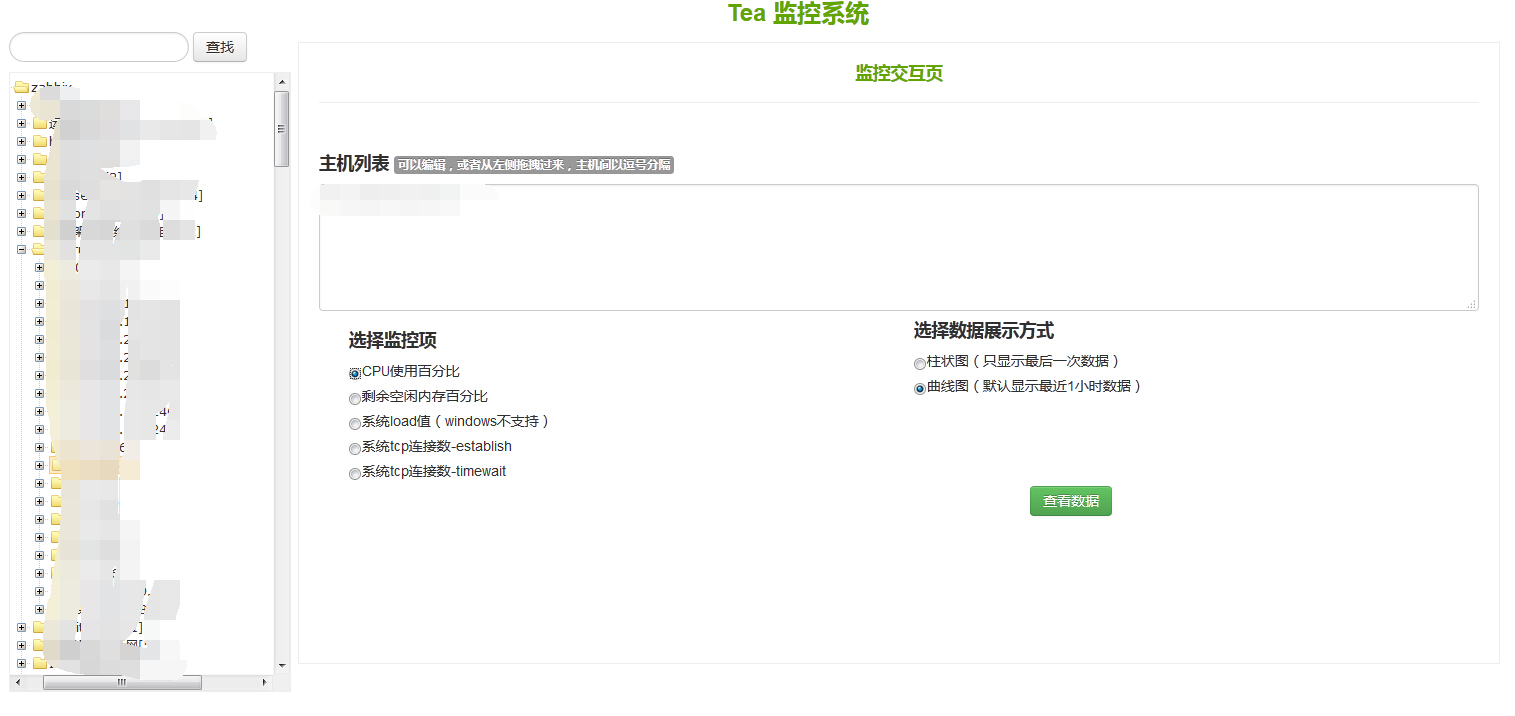 Tea 监控系统
查找
zabbix
监控交互页
主机列表 可以编辑，或者从左侧拖拽过来，主机间以逗号分隔
选择监控项
CPU使用百分比
剩余空闲内存百分比
系统load值（windows不支持）
系统tcp连接数-establish
系统tcp连接数-timewait
选择数据展示方式
柱状图（只显示最后一次数据）
曲线图（默认显示最近1小时数据）
查看数据